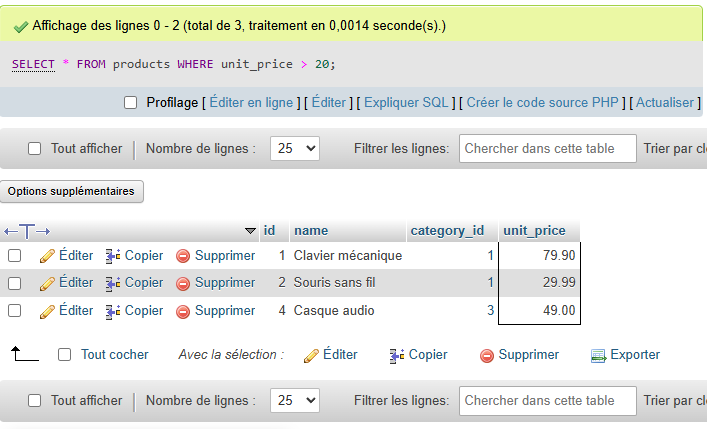 Affichage des lignes 0 - 2 (total de 3, traitement en 0,0014 seconde(s).)
SELECT * FROM products WHERE unit_price > 20;
Profilage [ Éditer en ligne ] [ Éditer ] [ Expliquer SQL ] [ Créer le code source PHP ] [ Actualiser ]
Tout afficher Nombre de lignes : 25 Filtrer les lignes: Chercher dans cette table Trier par cl
Options supplémentaires
id name category_id unit_price
Éditer Copier Supprimer 1 Clavier mécanique 1 79.90
Éditer Copier Supprimer 2 Souris sans fil 1 29.99
Éditer Copier Supprimer 4 Casque audio 3 49.00
Tout cocher Avec la sélection : Éditer Copier Supprimer Exporter
Tout afficher Nombre de lignes : 25 Filtrer les lignes: Chercher dans cette table Trier par cl